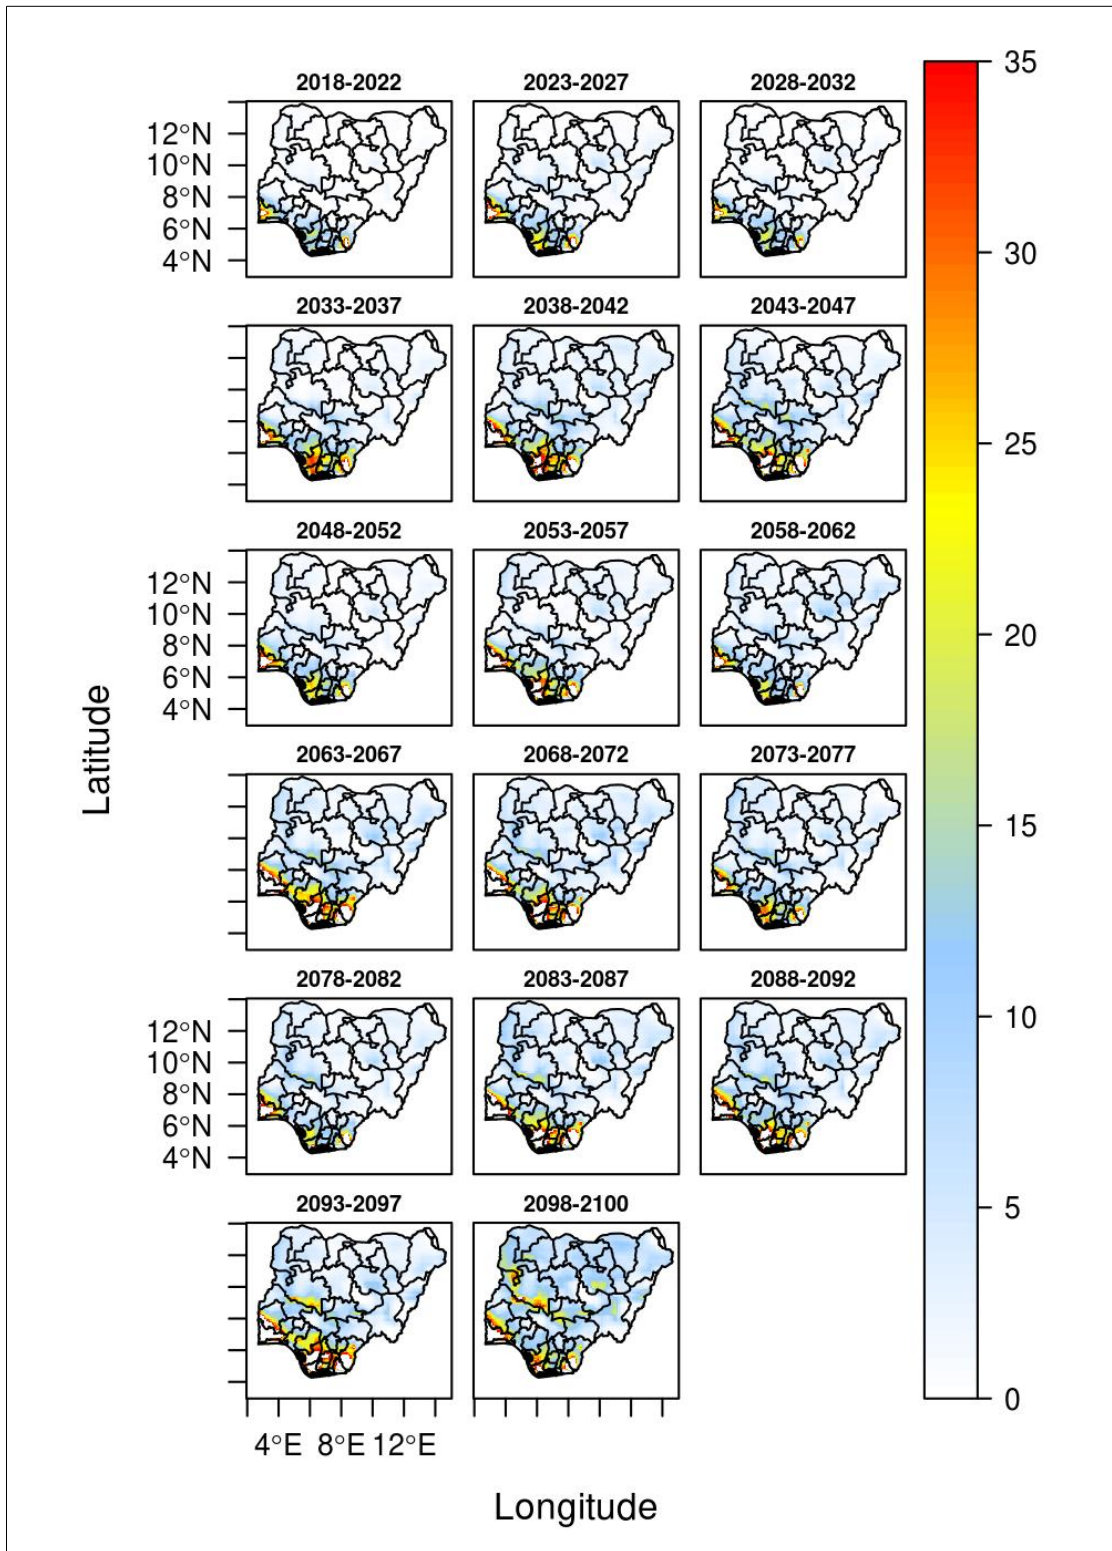 2018-2022 2023-2027 2028-2032
12°N
10°N
8°N
6°N
4°N
2033-2037 2038-2042 2043-2047
2048-2052 2053-2057 2058-2062
12°N
10°N
8°N
6°N
4°N
2063-2067 2068-2072 2073-2077
2078-2082 2083-2087 2088-2092
12°N
10°N
8°N
6°N
4°N
2093-2097 2098-2100
4°E 8°E 12°E
Latitude
Longitude
35
30
25
20
15
10
5
0